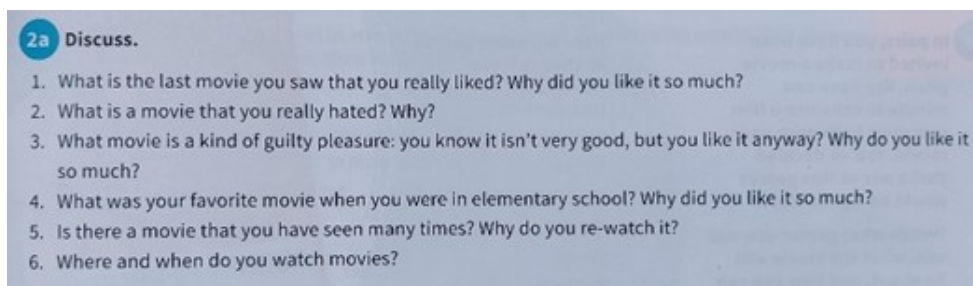 2a Discuss.
1. What is the last movie you saw that you really liked? Why did you like it so much?
2. What is a movie that you really hated? Why?
3. What movie is a kind of guilty pleasure: you know it isn't very good, but you like it anyway? Why do you like it
so much?
4. What was your favorite movie when you were in elementary school? Why did you like it so much?
5. Is there a movie that you have seen many times? Why do you re-watch it?
6. Where and when do you watch movies?